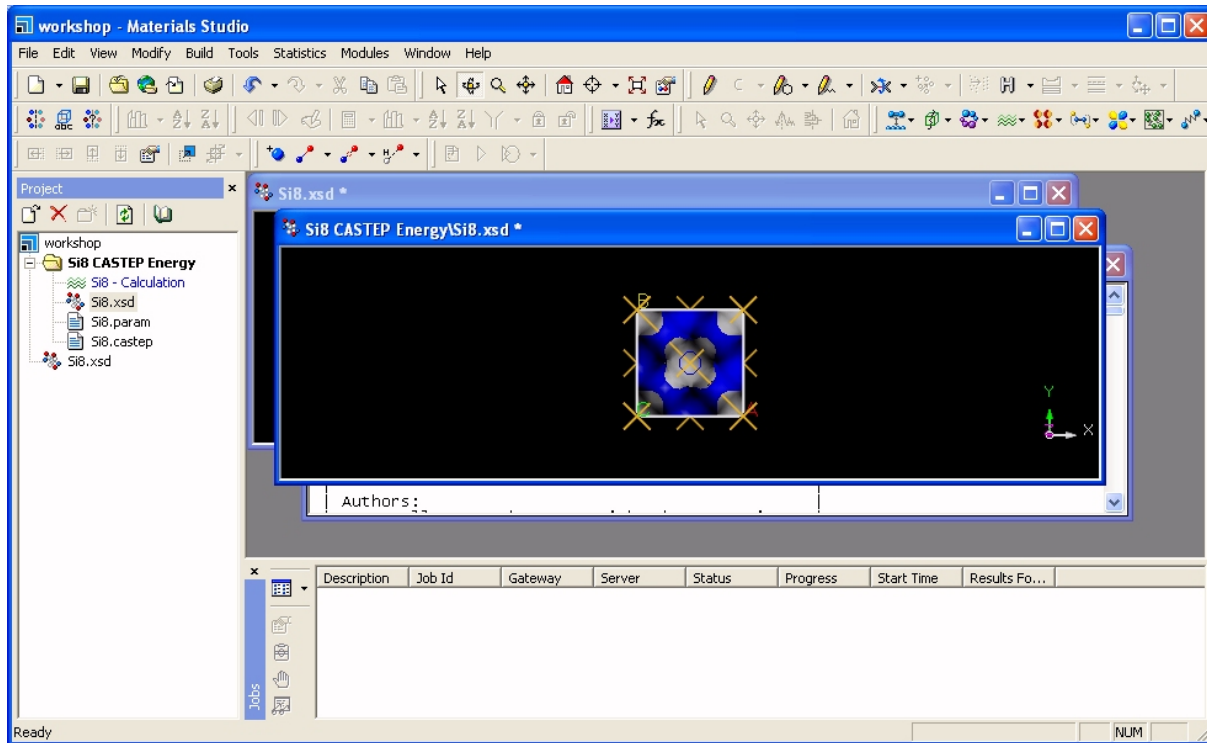 workshop - Materials Studio
File Edit View Modify Build Tools Statistics Modules Window Help
Project
workshop
Si8 CASTEP Energy
Si8 - Calculation
Si8.xsd
Si8.param
Si8.castep
Si8.xsd
Si8.xsd *
Si8 CASTEP Energy\Si8.xsd *
B
C
A
Y
X
Authors:
Jobs
Description Job Id Gateway Server Status Progress Start Time Results Fo...
Ready
NUM